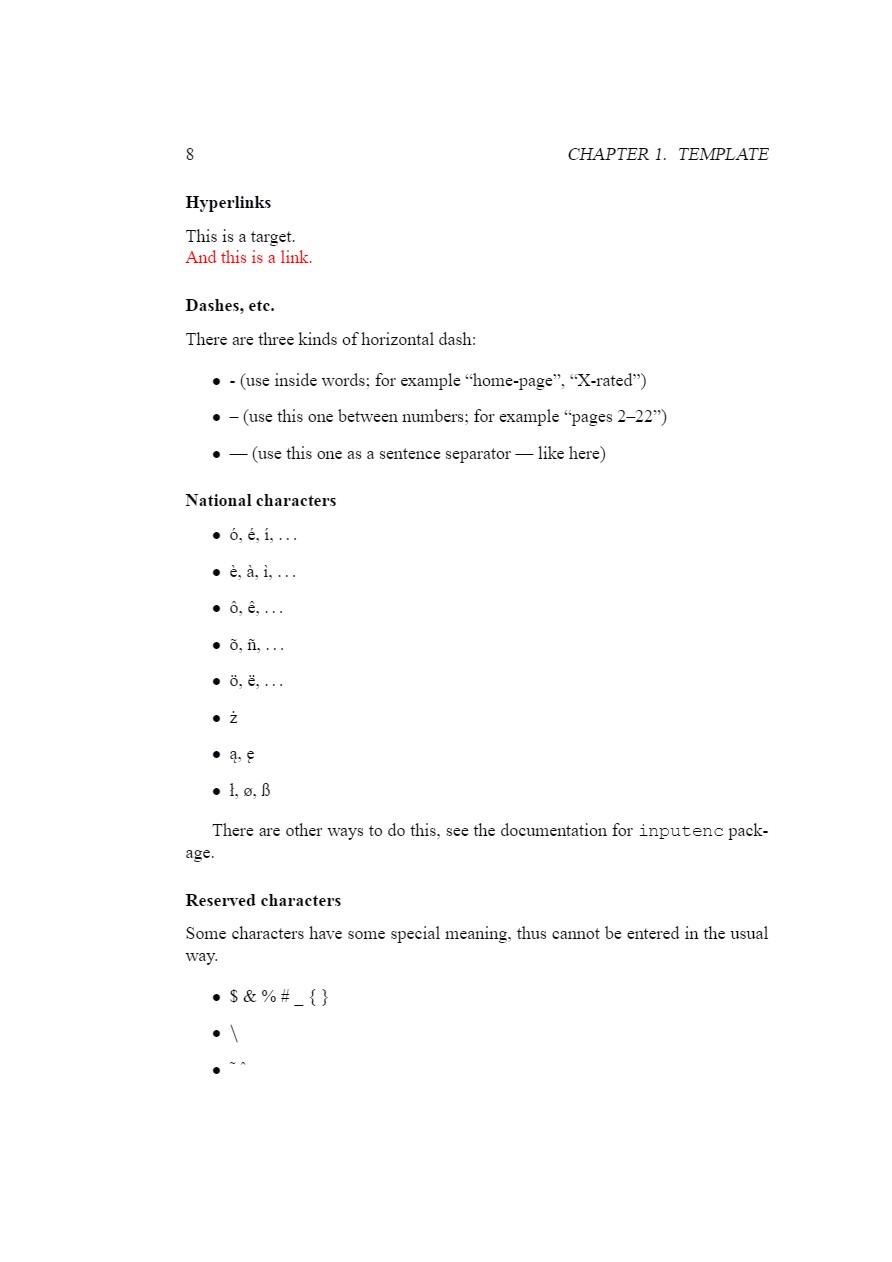 8 CHAPTER 1. TEMPLATE
Hyperlinks
This is a target.
And this is a link.
Dashes, etc.
There are three kinds of horizontal dash:
• - (use inside words; for example “home-page”, “X-rated”)
• – (use this one between numbers; for example “pages 2–22”)
• — (use this one as a sentence separator — like here)
National characters
• ó, é, í, . . .
• è, à, ì, . . .
• ô, ê, . . .
• õ, ñ, . . .
• ö, ë, . . .
• ż
• ą, ę
• ł, ø, ß
There are other ways to do this, see the documentation for inputenc pack-
age.
Reserved characters
Some characters have some special meaning, thus cannot be entered in the usual
way.
• $ & % # _ { }
• \
• ˜ ˆ